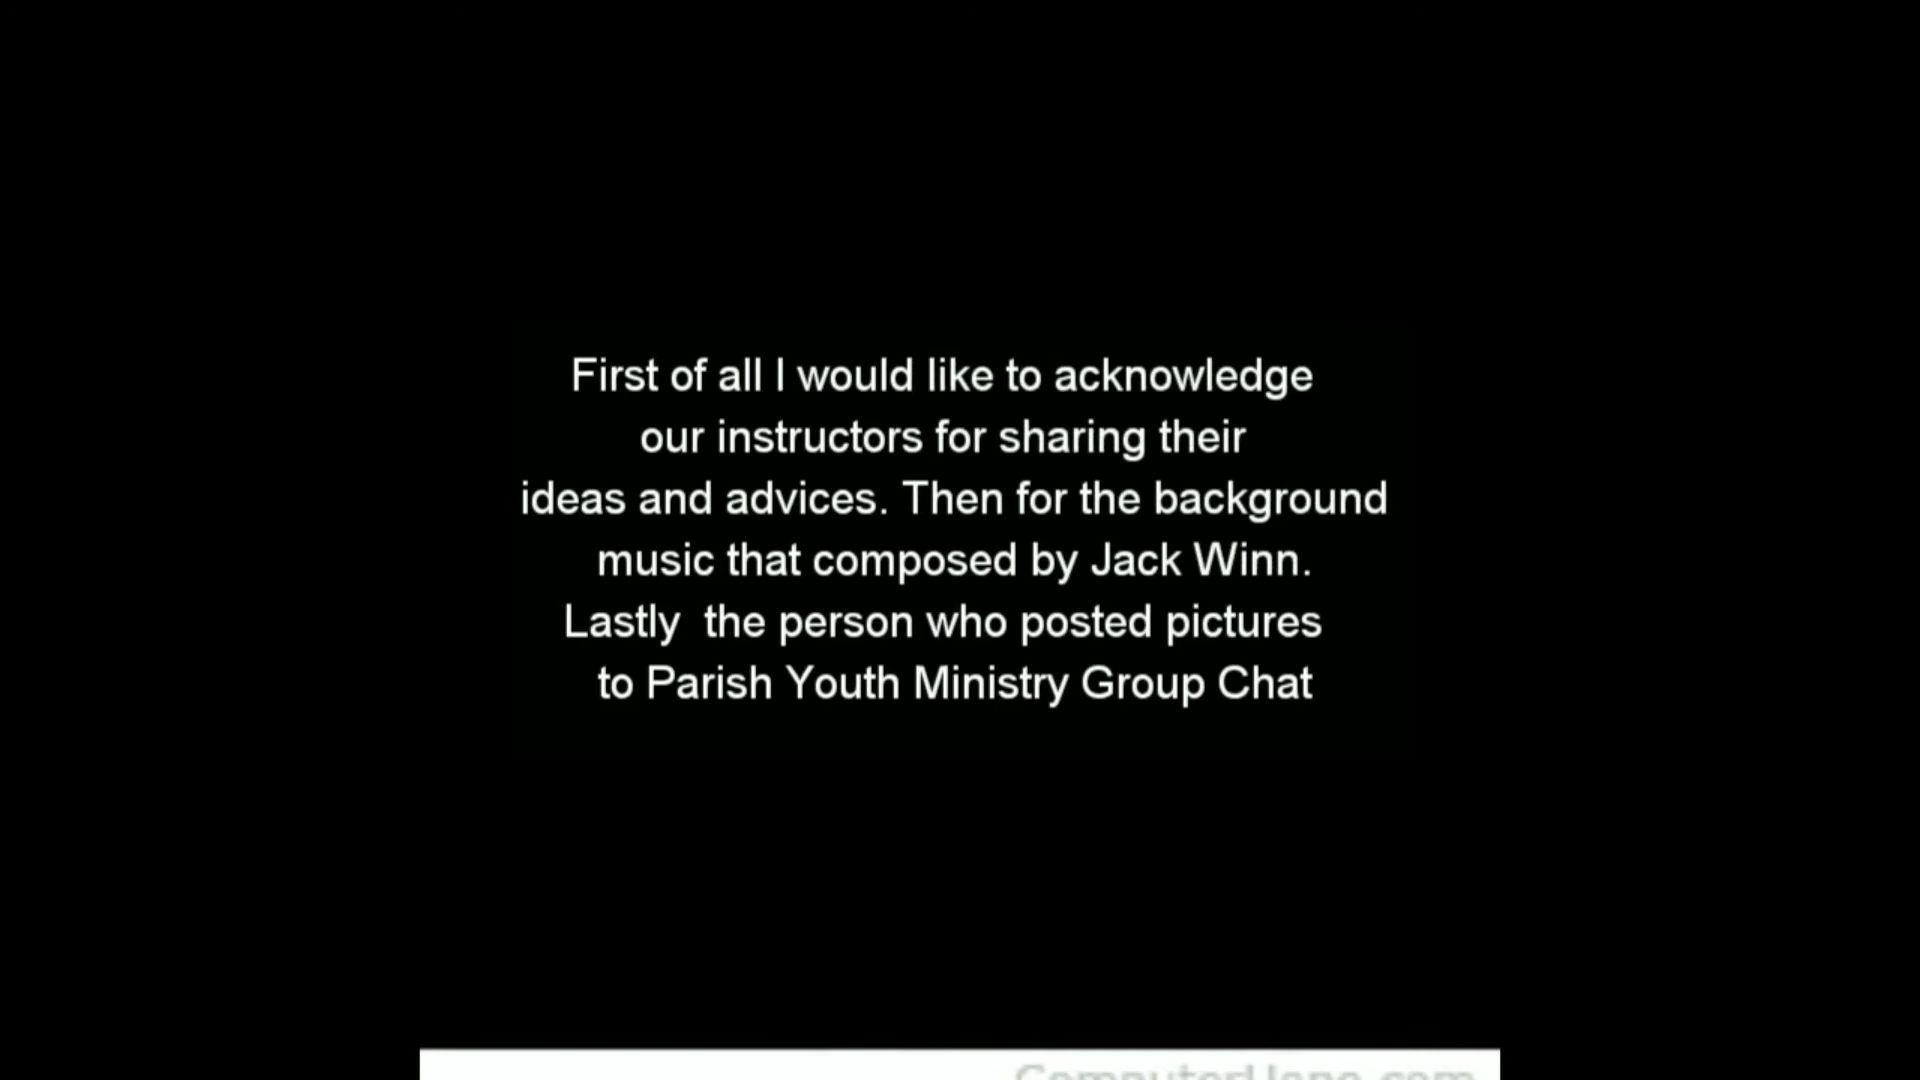 First of all I would like to acknowledge
our instructors for sharing their
ideas and advices. Then for the background
music that composed by Jack Winn.
Lastly  the person who posted pictures
to Parish Youth Ministry Group Chat